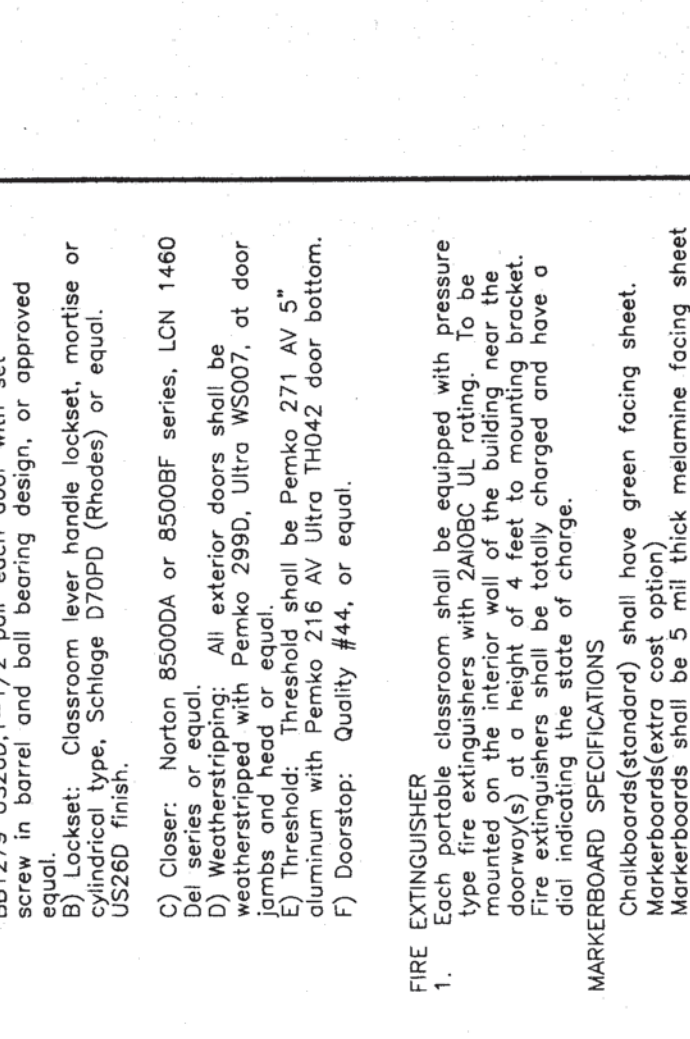 screw in barrel and ball bearing design, or approved
equal.
B) Lockset: Classroom lever handle lockset, mortise or
cylindrical type, Schlage D70PD (Rhodes) or equal.
US26D finish.
C) Closer: Norton 8500DA or 8500BF series, LCN 1460
Del series or equal.
D) Weatherstripping: All exterior doors shall be
weatherstripped with Pemko 299D, Ultra WS007, at door
jambs and head or equal.
E) Threshold: Threshold shall be Pemko 271 AV 5"
aluminum with Pemko 216 AV Ultra TH042 door bottom.
F) Doorstop: Quality #44, or equal.
FIRE EXTINGUISHER
1. Each portable classroom shall be equipped with pressure
type fire extinguishers with 2A10BC UL rating. To be
mounted on the interior wall of the building near the
doorway(s) at a height of 4 feet to mounting bracket.
Fire extinguishers shall be totally charged and have a
dial indicating the state of charge.
MARKERBOARD SPECIFICATIONS
Chalkboards(standard) shall have green facing sheet.
Markerboards(extra cost option)
Markerboards shall be 5 mil thick melamine facing sheet